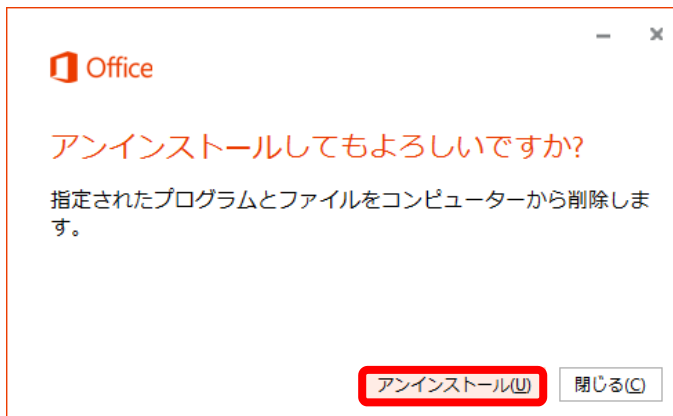 Office
アンインストールしてもよろしいですか?
指定されたプログラムとファイルをコンピューターから削除しま
す。
アンインストール(U) 閉じる(C)